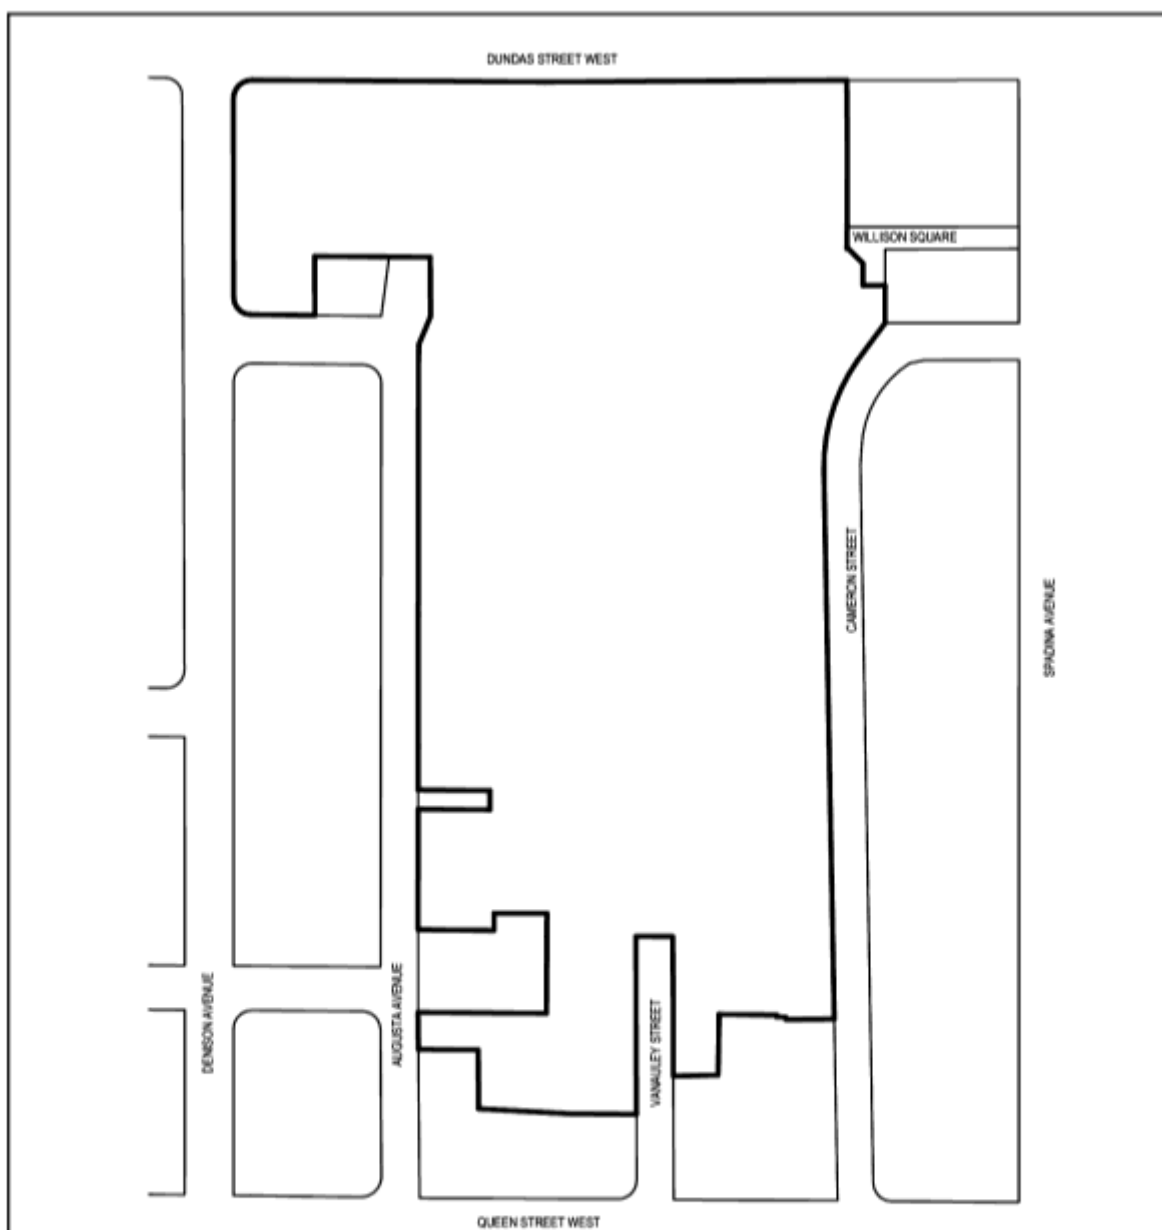 DUNDAS STREET WEST
WILLISON SQUARE
CAMERON STREET
SPADINA AVENUE
DENISON AVENUE
AUGUSTA AVENUE
VANAULEY STREET
QUEEN STREET WEST